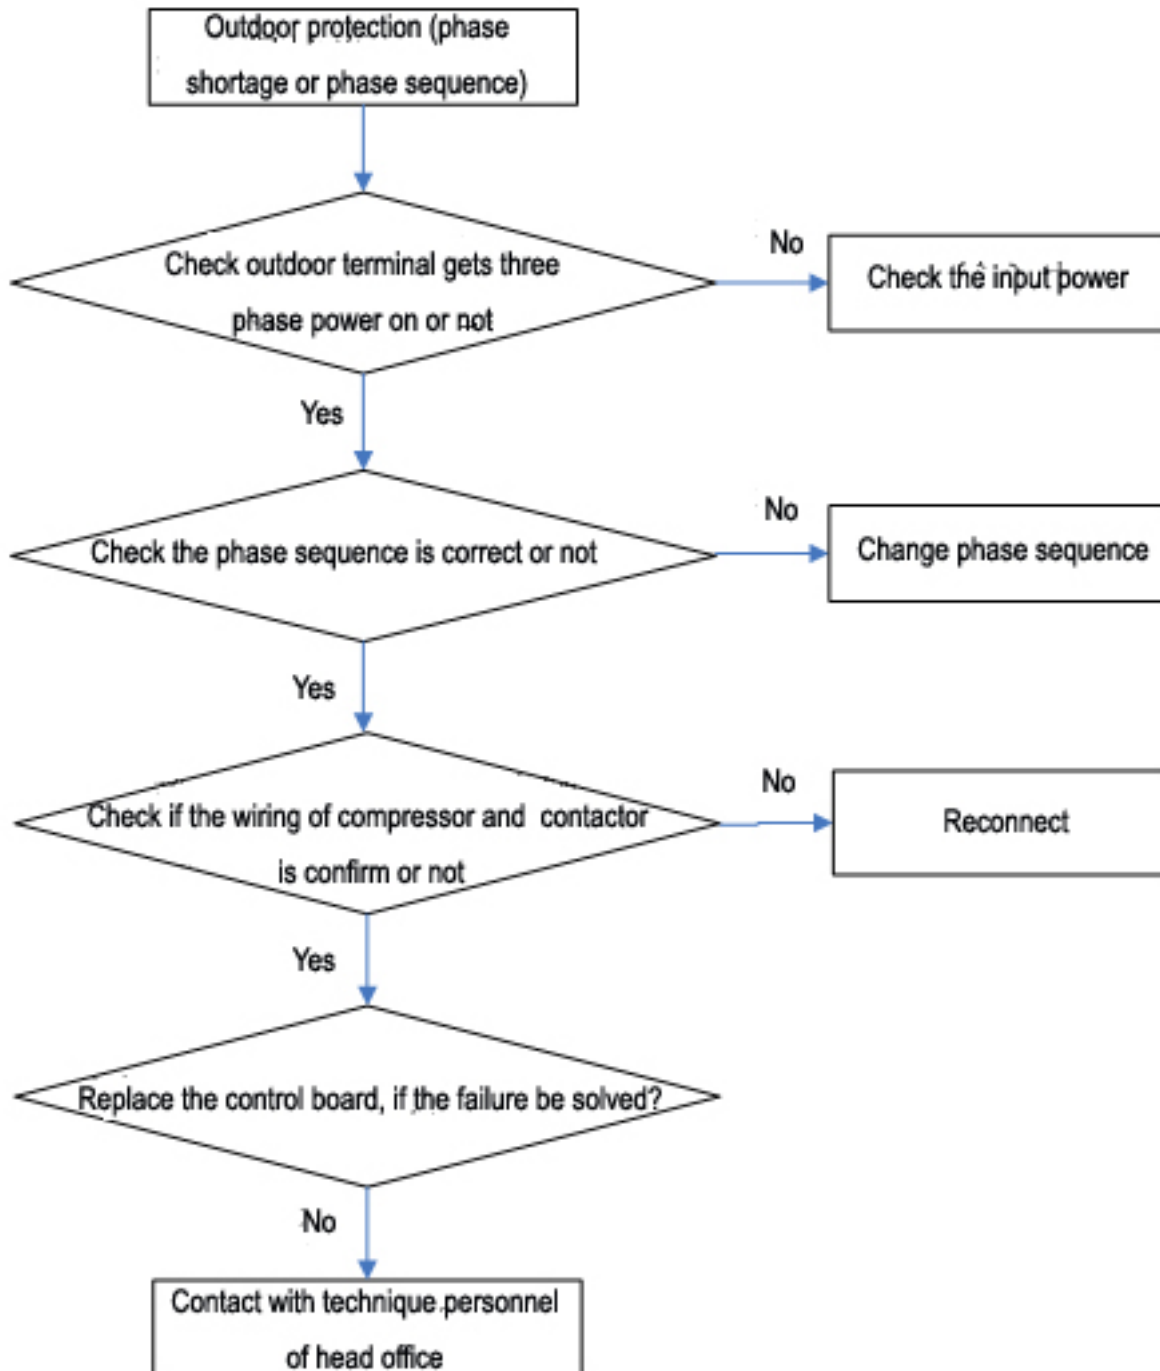 Outdoor protection (phase
shortage or phase sequence)
Check outdoor terminal gets three
phase power on or not
No
Check the input power
Yes
Check the phase sequence is correct or not
No
Change phase sequence
Yes
Check if the wiring of compressor and contactor
is confirm or not
No
Reconnect
Yes
Replace the control board, if the failure be solved?
No
Contact with technique personnel
of head office